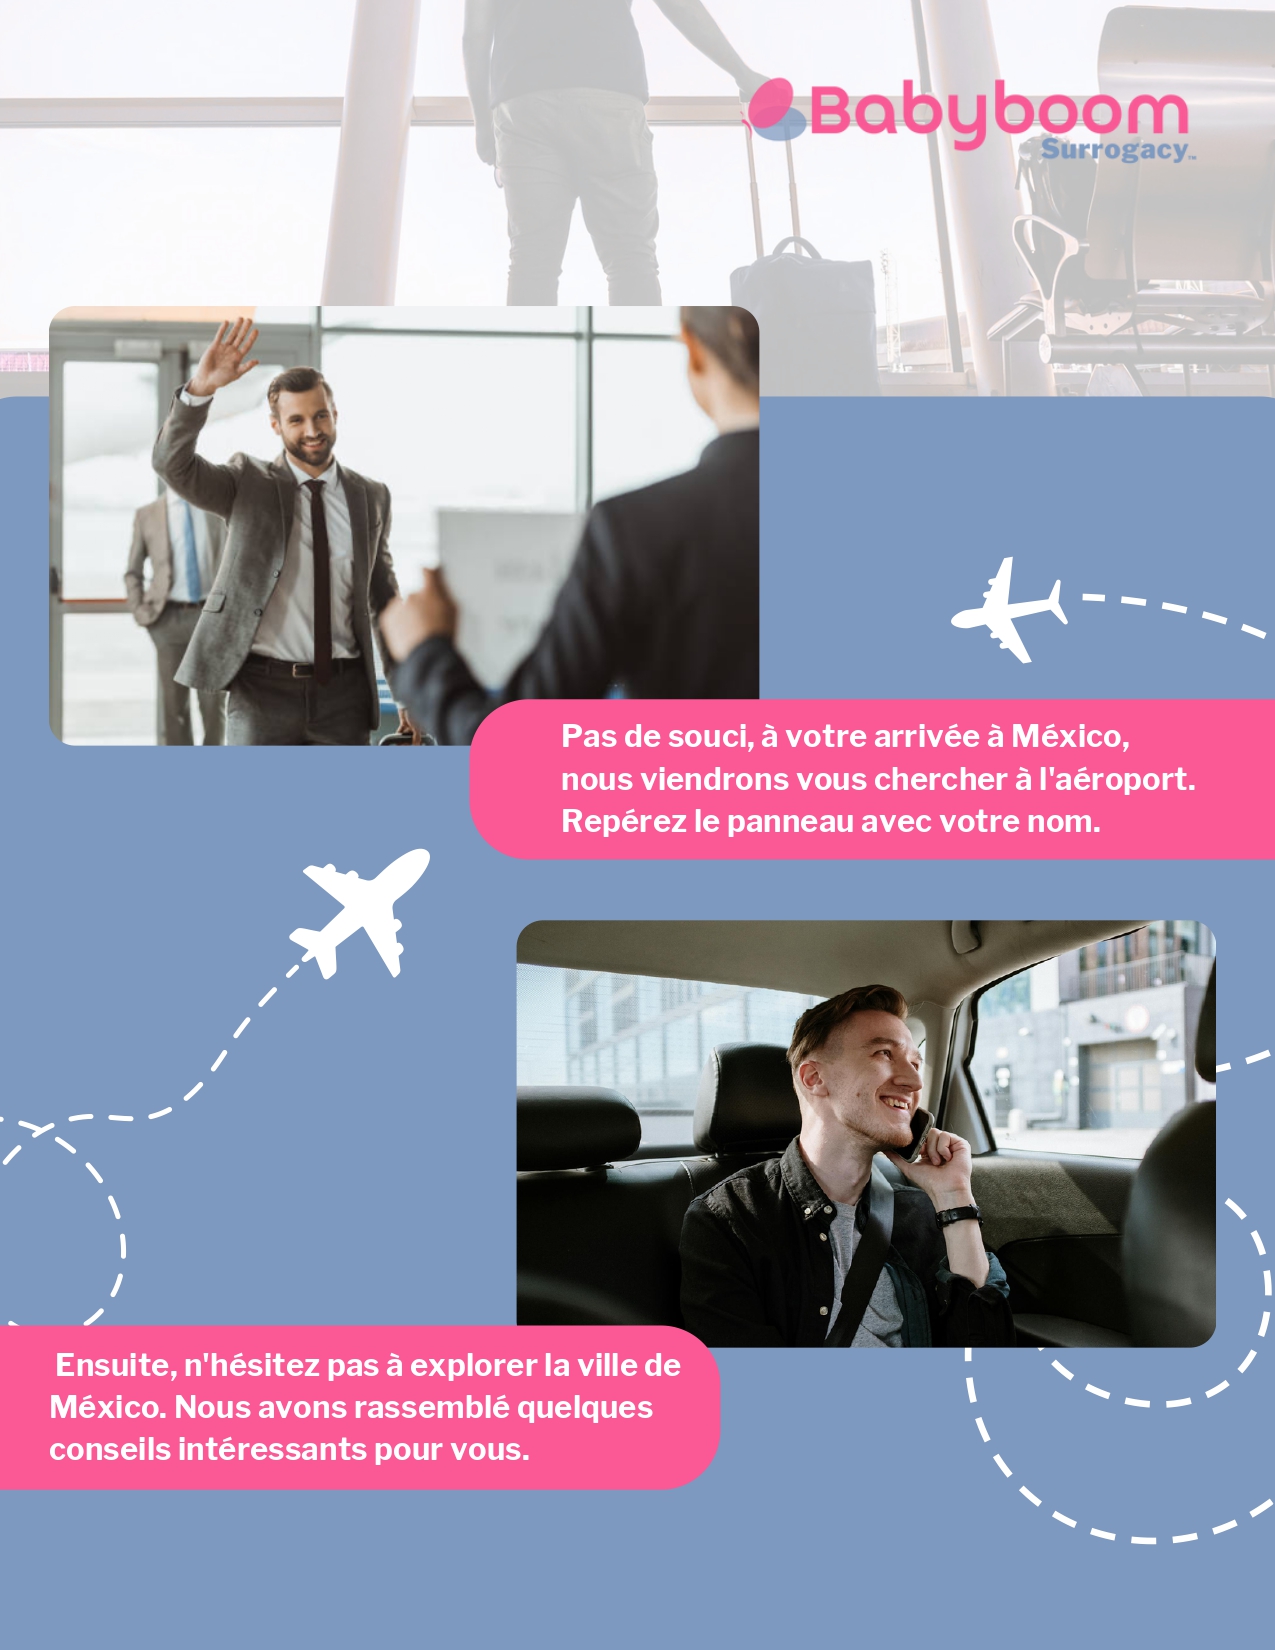 Babyboom
Surrogacy™
Pas de souci, à votre arrivée à México,
nous viendrons vous chercher à l'aéroport.
Repérez le panneau avec votre nom.
Ensuite, n'hésitez pas à explorer la ville de
México. Nous avons rassemblé quelques
conseils intéressants pour vous.